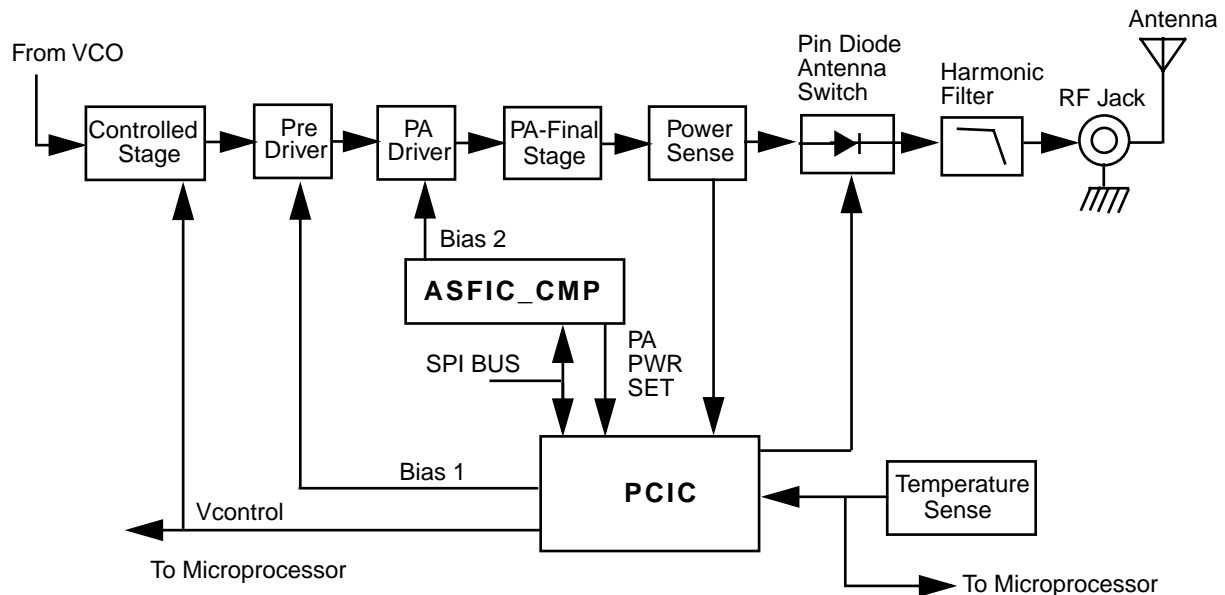 Antenna
From VCO
Pin Diode
Antenna
Switch
Harmonic
Filter
RF Jack
Controlled
Stage
Pre
Driver
PA
Driver
PA-Final
Stage
Power
Sense
Bias 2
ASFIC_CMP
SPI BUS
PA
PWR
SET
Bias 1
PCIC
Vcontrol
Temperature
Sense
To Microprocessor
To Microprocessor